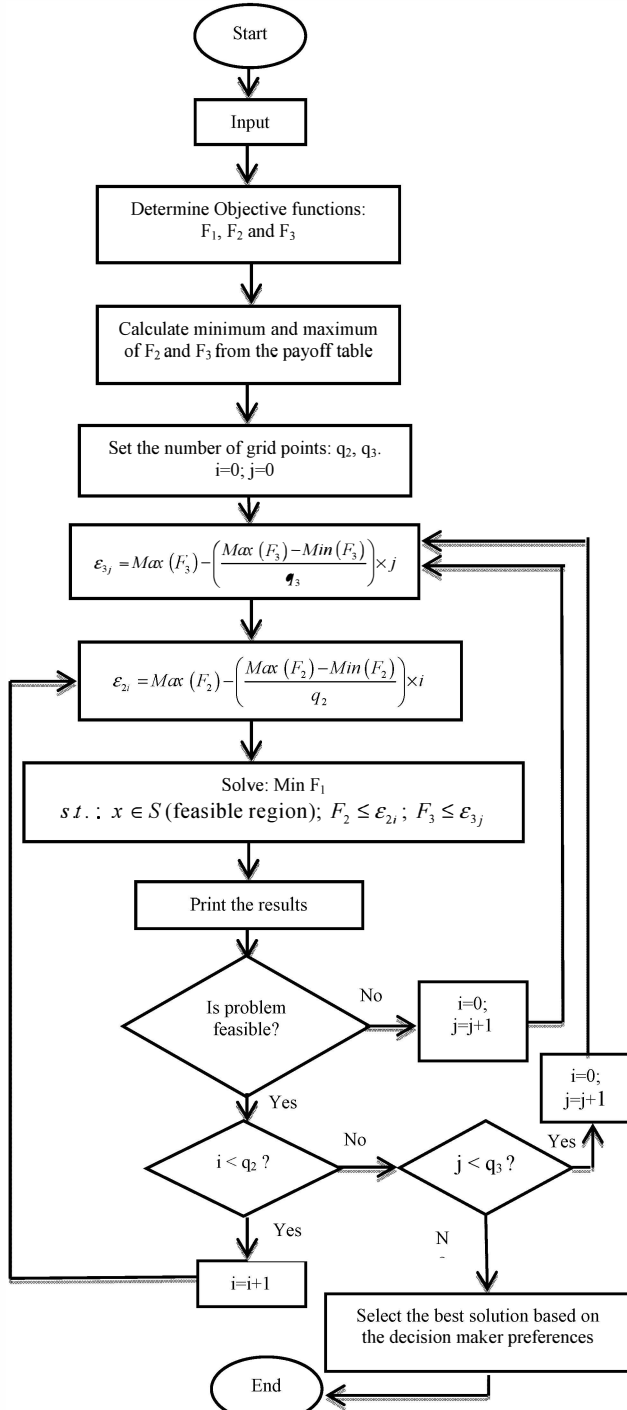 Start
Input
Determine Objective functions:
F₁, F₂ and F₃
Calculate minimum and maximum
of F₂ and F₃ from the payoff table
Set the number of grid points: q₂, q₃.
i=0; j=0
ε₃ⱼ = Max (F₃) − ( (Max (F₃) − Min (F₃)) / q₃ ) × j
ε₂ᵢ = Max (F₂) − ( (Max (F₂) − Min (F₂)) / q₂ ) × i
Solve: Min F₁
s.t. : x ∈ S (feasible region); F₂ ≤ ε₂ᵢ ; F₃ ≤ ε₃ⱼ
Print the results
Is problem
feasible?
No
i=0;
j=j+1
Yes
i < q₂ ?
No
j < q₃ ?
Yes
i=0;
j=j+1
Yes
i=i+1
N
Select the best solution based on
the decision maker preferences
End